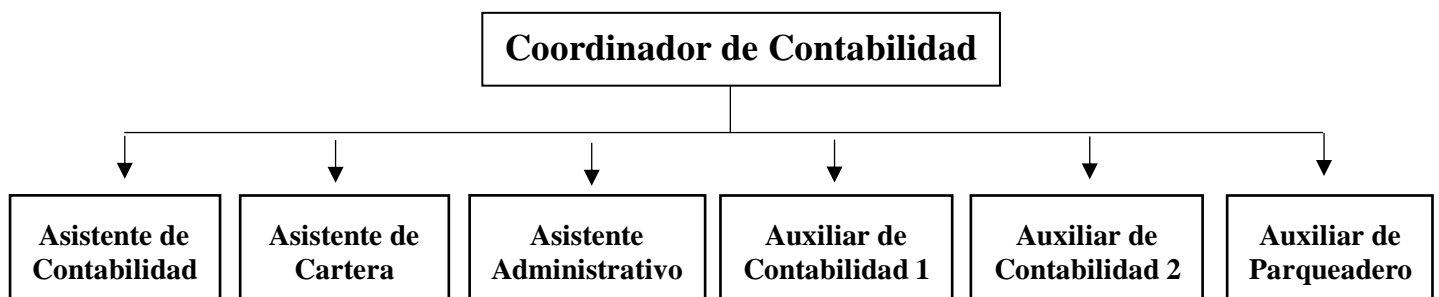 Coordinador de Contabilidad
Asistente de
Contabilidad
Asistente de
Cartera
Asistente
Administrativo
Auxiliar de
Contabilidad 1
Auxiliar de
Contabilidad 2
Auxiliar de
Parqueadero